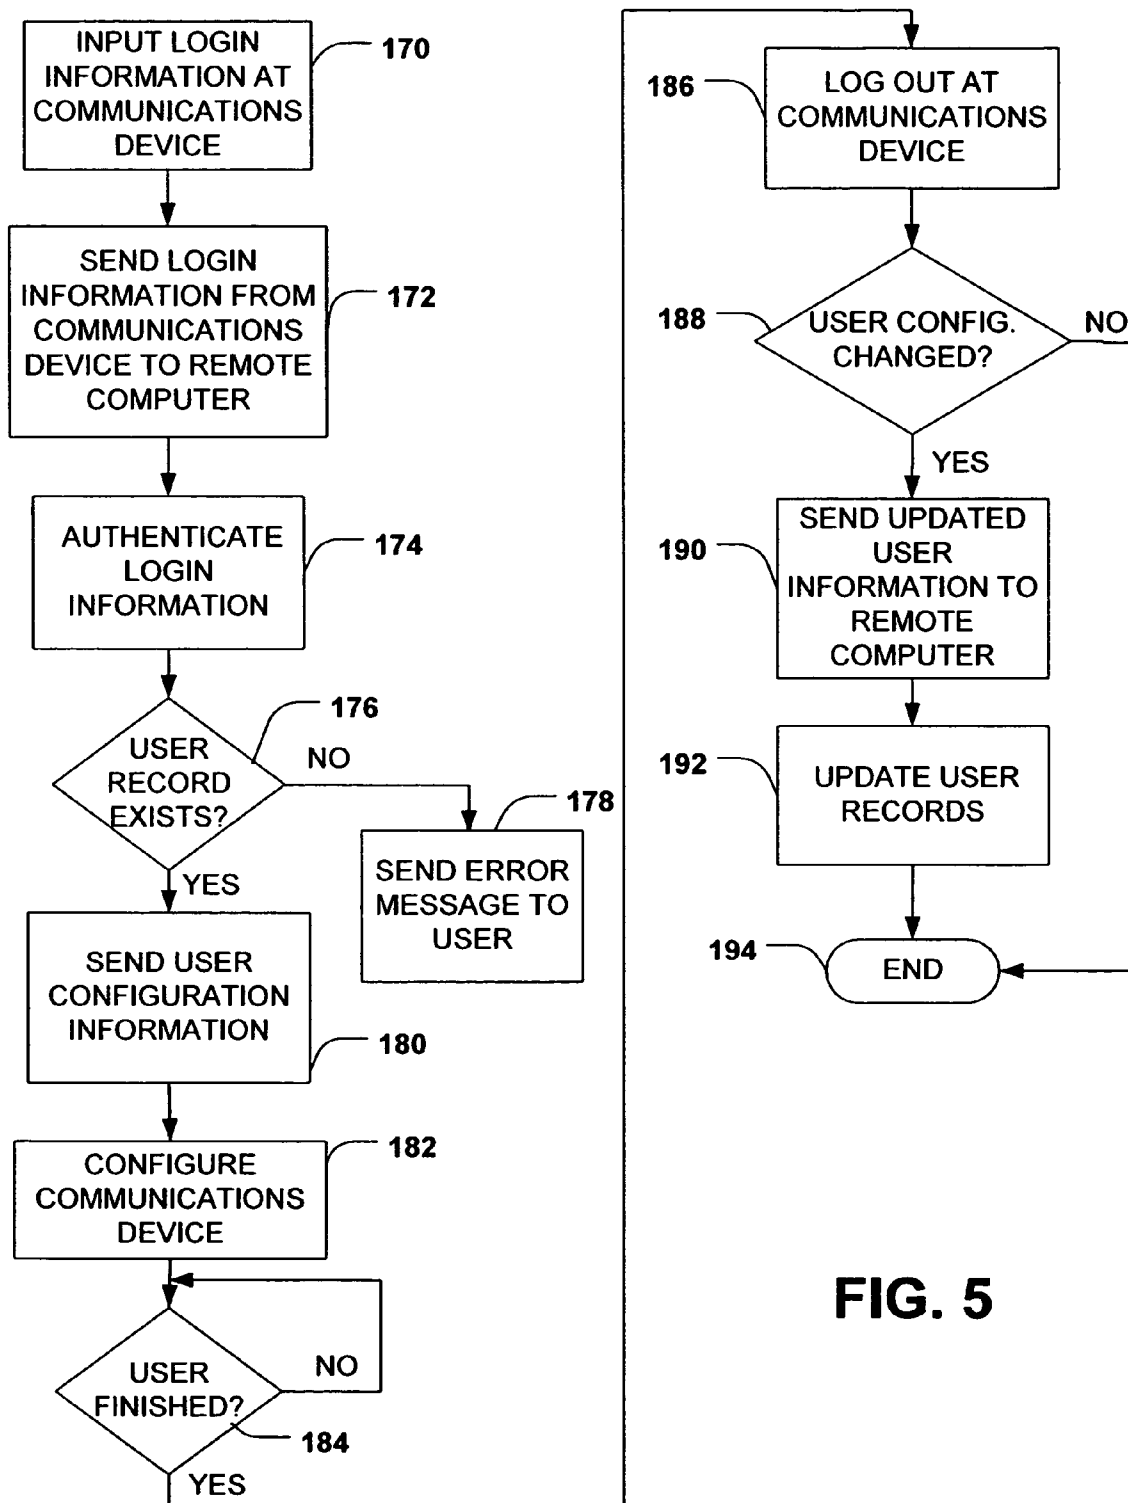 INPUT LOGIN
INFORMATION AT
COMMUNICATIONS
DEVICE
170
SEND LOGIN
INFORMATION FROM
COMMUNICATIONS
DEVICE TO REMOTE
COMPUTER
172
AUTHENTICATE
LOGIN
INFORMATION
174
USER
RECORD
EXISTS?
176
NO
YES
SEND ERROR
MESSAGE TO
USER
178
SEND USER
CONFIGURATION
INFORMATION
180
CONFIGURE
COMMUNICATIONS
DEVICE
182
USER
FINISHED?
NO
184
YES
LOG OUT AT
COMMUNICATIONS
DEVICE
186
USER CONFIG.
CHANGED?
188
NO
YES
SEND UPDATED
USER
INFORMATION TO
REMOTE
COMPUTER
190
UPDATE USER
RECORDS
192
END
194
FIG. 5